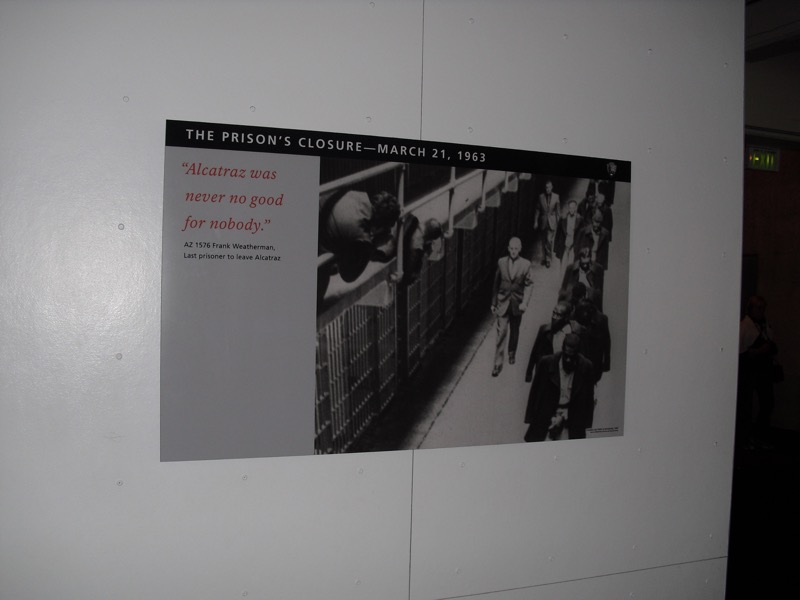 THE PRISON'S CLOSURE—MARCH 21, 1963
“Alcatraz was
never no good
for nobody.”
AZ 1576 Frank Weatherman,
Last prisoner to leave Alcatraz